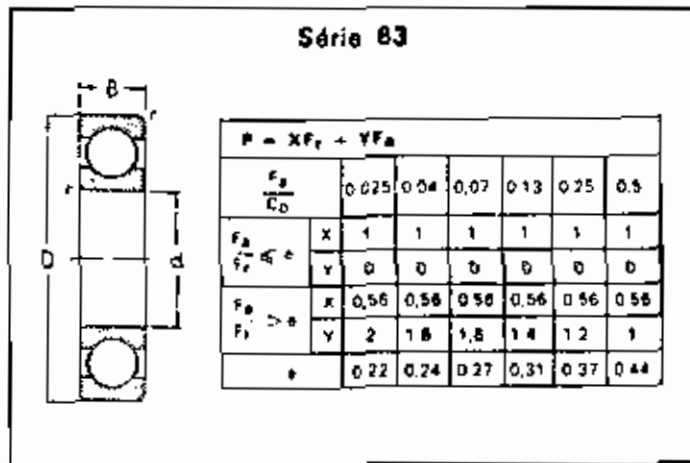 Série 63
B
r
r
D
d
P = XFr + YFa
Fa
C0
0.025 0.04 0,07 0.13 0.25 0.5
Fa
Fr
≤ e
X 1 1 1 1 1 1
Y 0 0 0 0 0 0
Fa
Fr
> e
X 0,56 0,56 0.56 0,56 0.56 0.56
Y 2 1.8 1,6 1.4 1.2 1
e 0.22 0.24 0.27 0,31 0.37 0.44